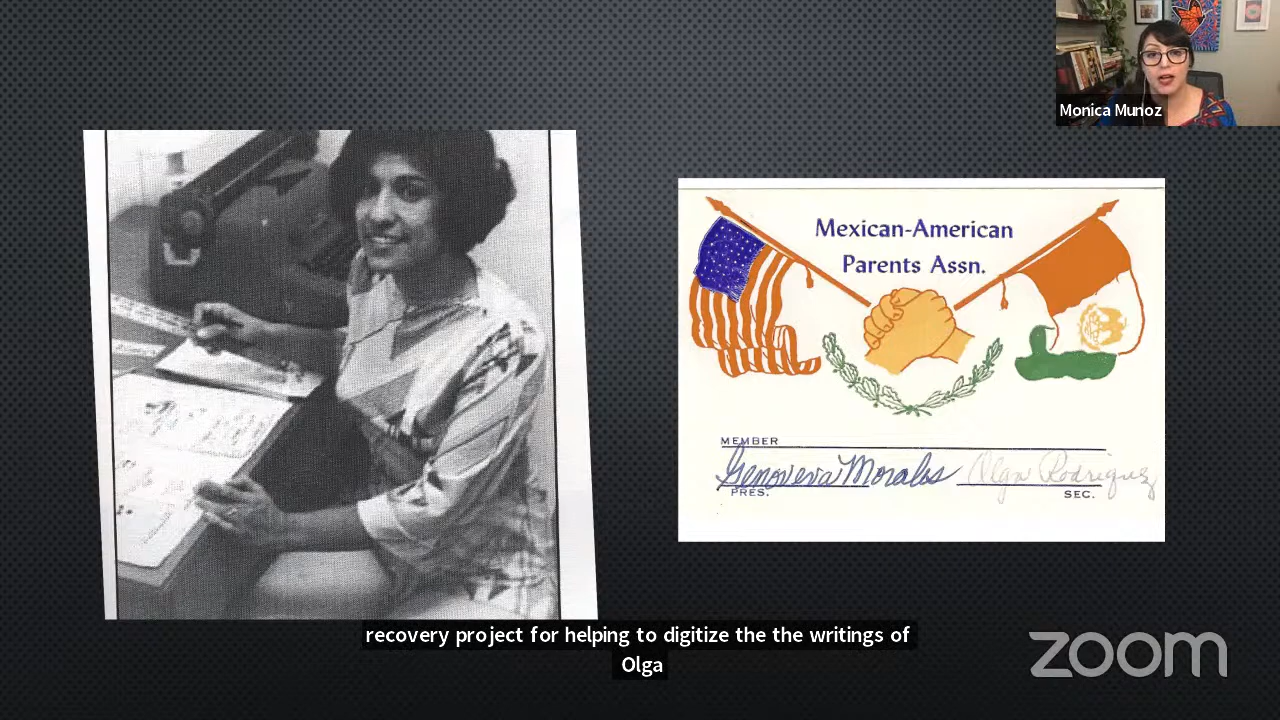 Monica Munoz
Mexican-American
Parents Assn.
MEMBER
Genoveva Morales Olga Rodriguez
PRES. SEC.
recovery project for helping to digitize the the writings of
Olga
zoom